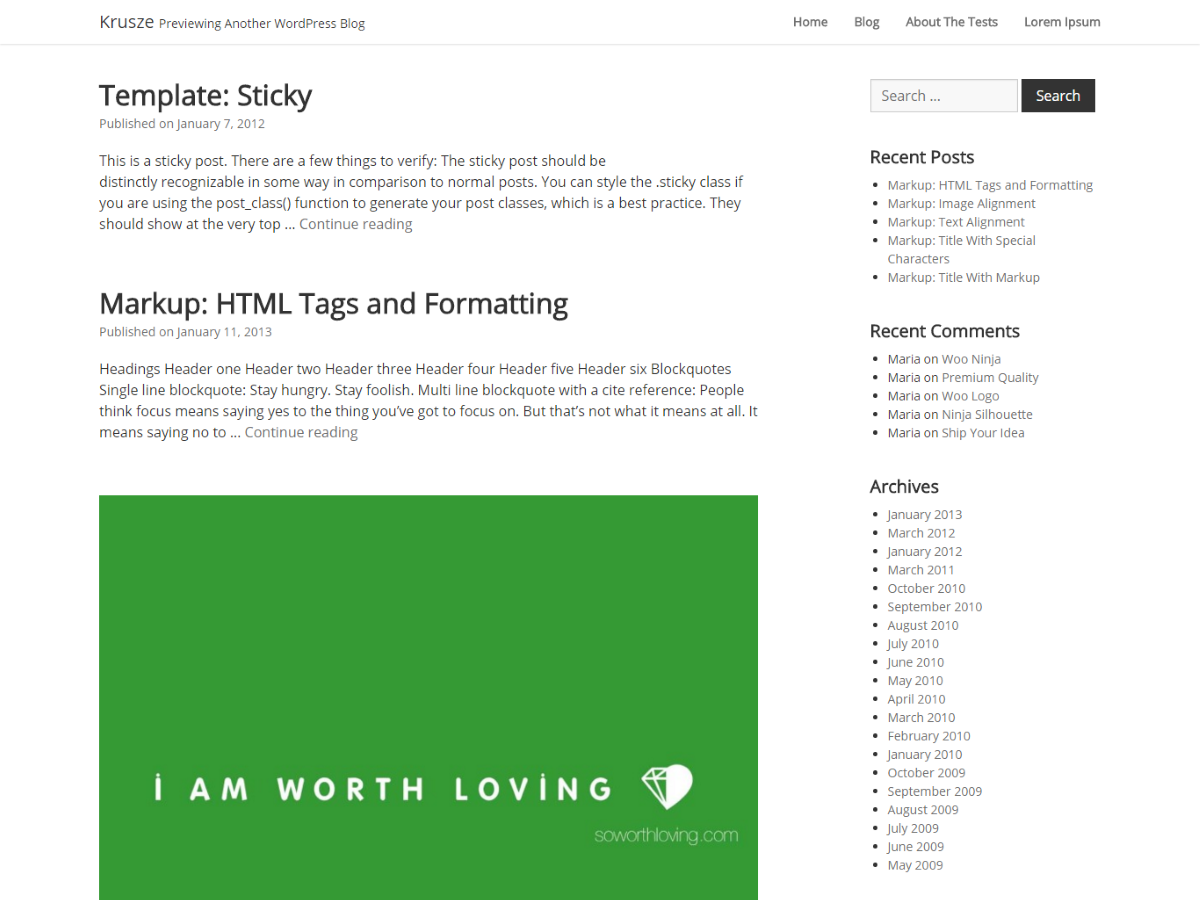 Krusze Previewing Another WordPress Blog
Home Blog About The Tests Lorem Ipsum
Template: Sticky
Published on January 7, 2012
This is a sticky post. There are a few things to verify: The sticky post should be
distinctly recognizable in some way in comparison to normal posts. You can style the .sticky class if
you are using the post_class() function to generate your post classes, which is a best practice. They
should show at the very top … Continue reading
Markup: HTML Tags and Formatting
Published on January 11, 2013
Headings Header one Header two Header three Header four Header five Header six Blockquotes
Single line blockquote: Stay hungry. Stay foolish. Multi line blockquote with a cite reference: People
think focus means saying yes to the thing you’ve got to focus on. But that’s not what it means at all. It
means saying no to … Continue reading
i AM WORTH LOViNG
soworthloving.com
Search …
Search
Recent Posts
Markup: HTML Tags and Formatting
Markup: Image Alignment
Markup: Text Alignment
Markup: Title With Special
Characters
Markup: Title With Markup
Recent Comments
Maria on Woo Ninja
Maria on Premium Quality
Maria on Woo Logo
Maria on Ninja Silhouette
Maria on Ship Your Idea
Archives
January 2013
March 2012
January 2012
March 2011
October 2010
September 2010
August 2010
July 2010
June 2010
May 2010
April 2010
March 2010
February 2010
January 2010
October 2009
September 2009
August 2009
July 2009
June 2009
May 2009